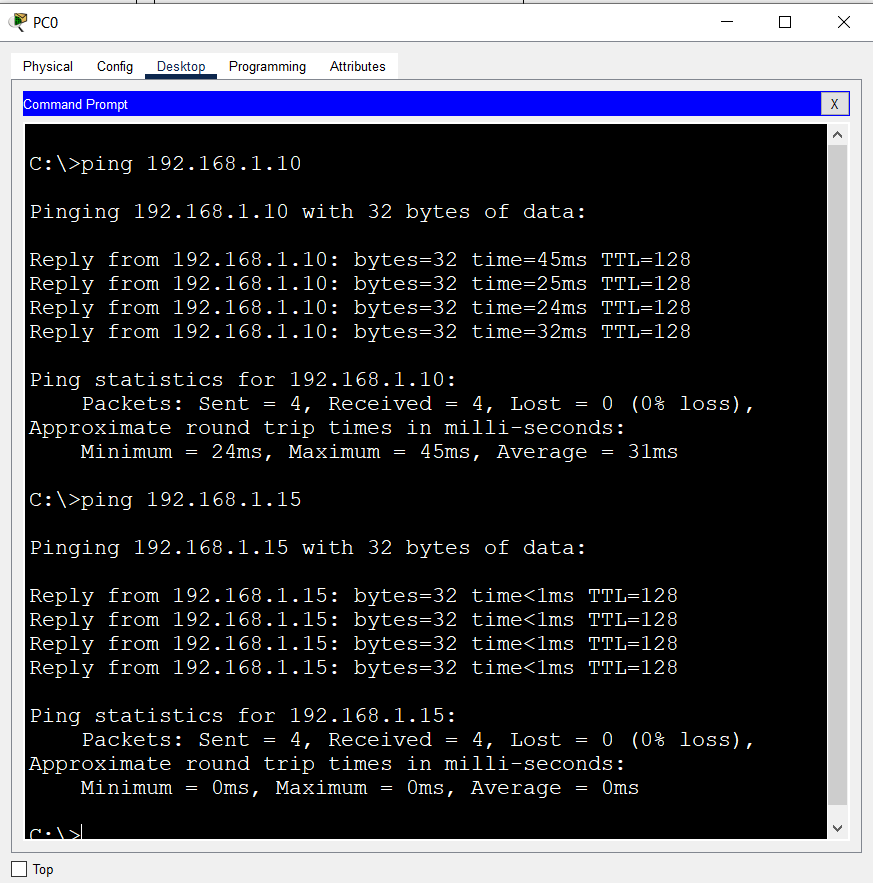 PC0
Physical Config Desktop Programming Attributes
Command Prompt X
C:\>ping 192.168.1.10
Pinging 192.168.1.10 with 32 bytes of data:
Reply from 192.168.1.10: bytes=32 time=45ms TTL=128
Reply from 192.168.1.10: bytes=32 time=25ms TTL=128
Reply from 192.168.1.10: bytes=32 time=24ms TTL=128
Reply from 192.168.1.10: bytes=32 time=32ms TTL=128
Ping statistics for 192.168.1.10:
Packets: Sent = 4, Received = 4, Lost = 0 (0% loss),
Approximate round trip times in milli-seconds:
Minimum = 24ms, Maximum = 45ms, Average = 31ms
C:\>ping 192.168.1.15
Pinging 192.168.1.15 with 32 bytes of data:
Reply from 192.168.1.15: bytes=32 time<1ms TTL=128
Reply from 192.168.1.15: bytes=32 time<1ms TTL=128
Reply from 192.168.1.15: bytes=32 time<1ms TTL=128
Reply from 192.168.1.15: bytes=32 time<1ms TTL=128
Ping statistics for 192.168.1.15:
Packets: Sent = 4, Received = 4, Lost = 0 (0% loss),
Approximate round trip times in milli-seconds:
Minimum = 0ms, Maximum = 0ms, Average = 0ms
C:\>
Top